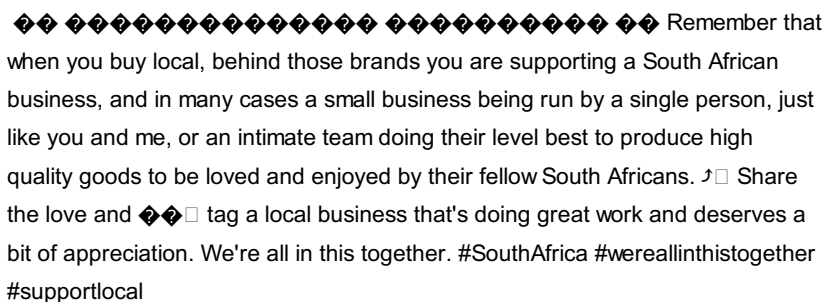 �� �������������� ���������� �� Remember that
when you buy local, behind those brands you are supporting a South African
business, and in many cases a small business being run by a single person, just
like you and me, or an intimate team doing their level best to produce high
quality goods to be loved and enjoyed by their fellow South Africans. ⤴□ Share
the love and ��□ tag a local business that's doing great work and deserves a
bit of appreciation. We're all in this together. #SouthAfrica #wereallinthistogether
#supportlocal